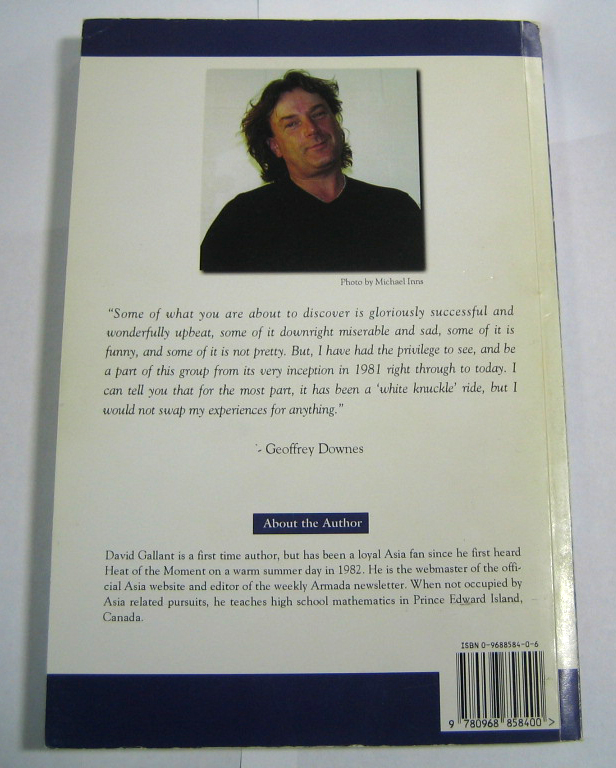 Photo by Michael Inns
“Some of what you are about to discover is gloriously successful and
wonderfully upbeat, some of it downright miserable and sad, some of it is
funny, and some of it is not pretty. But, I have had the privilege to see, and be
a part of this group from its very inception in 1981 right through to today. I
can tell you that for the most part, it has been a ‘white knuckle’ ride, but I
would not swap my experiences for anything.”
- Geoffrey Downes
About the Author
David Gallant is a first time author, but has been a loyal Asia fan since he first heard
Heat of the Moment on a warm summer day in 1982. He is the webmaster of the offi-
cial Asia website and editor of the weekly Armada newsletter. When not occupied by
Asia related pursuits, he teaches high school mathematics in Prince Edward Island,
Canada.
ISBN 0-9688584-0-6
9 780968 858400 >